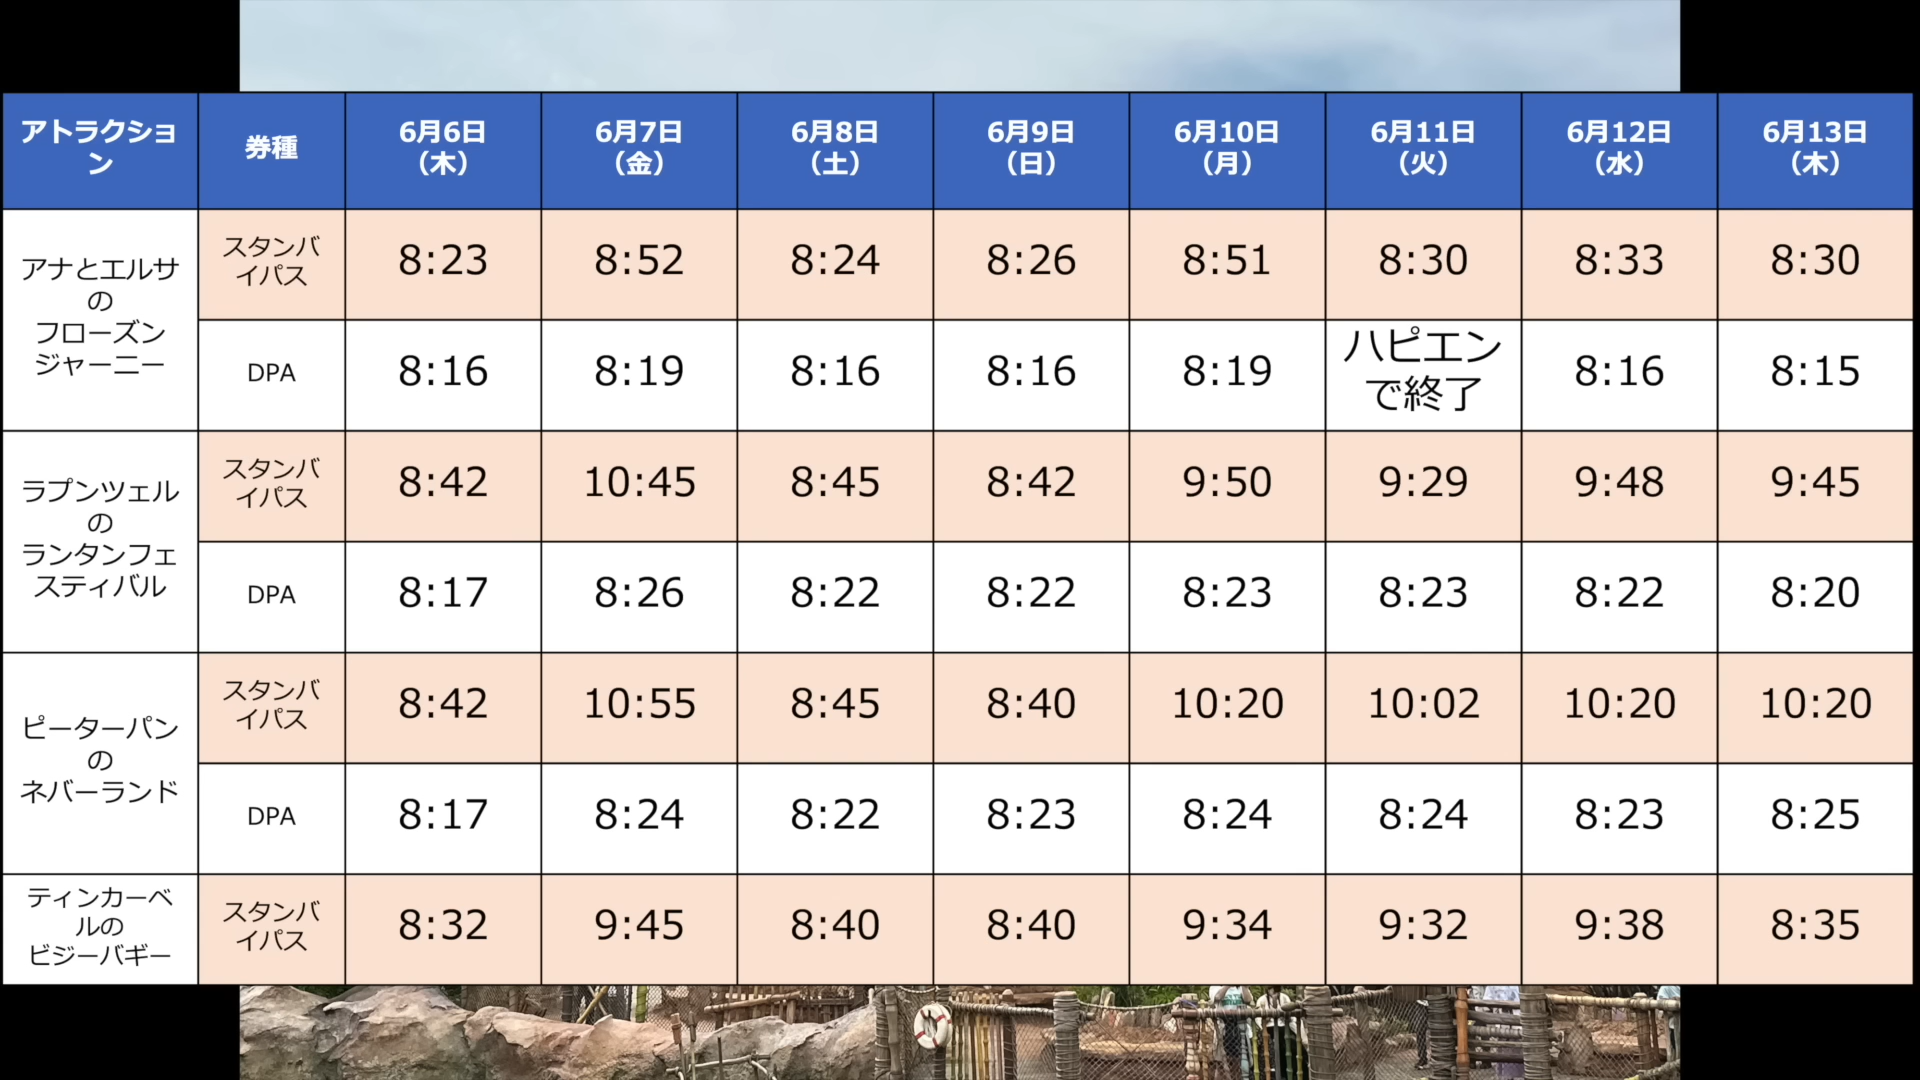 アトラクショ
ン
券種
6月6日
（木）
6月7日
（金）
6月8日
（土）
6月9日
（日）
6月10日
（月）
6月11日
（火）
6月12日
（水）
6月13日
（木）
アナとエルサ
の
フローズン
ジャーニー
スタンバ
イパス
8:23
8:52
8:24
8:26
8:51
8:30
8:33
8:30
DPA
8:16
8:19
8:16
8:16
8:19
ハピエン
で終了
8:16
8:15
ラプンツェル
の
ランタンフェ
スティバル
スタンバ
イパス
8:42
10:45
8:45
8:42
9:50
9:29
9:48
9:45
DPA
8:17
8:26
8:22
8:22
8:23
8:23
8:22
8:20
ピーターパン
の
ネバーランド
スタンバ
イパス
8:42
10:55
8:45
8:40
10:20
10:02
10:20
10:20
DPA
8:17
8:24
8:22
8:23
8:24
8:24
8:23
8:25
ティンカーベ
ルの
ビジーバギー
スタンバ
イパス
8:32
9:45
8:40
8:40
9:34
9:32
9:38
8:35